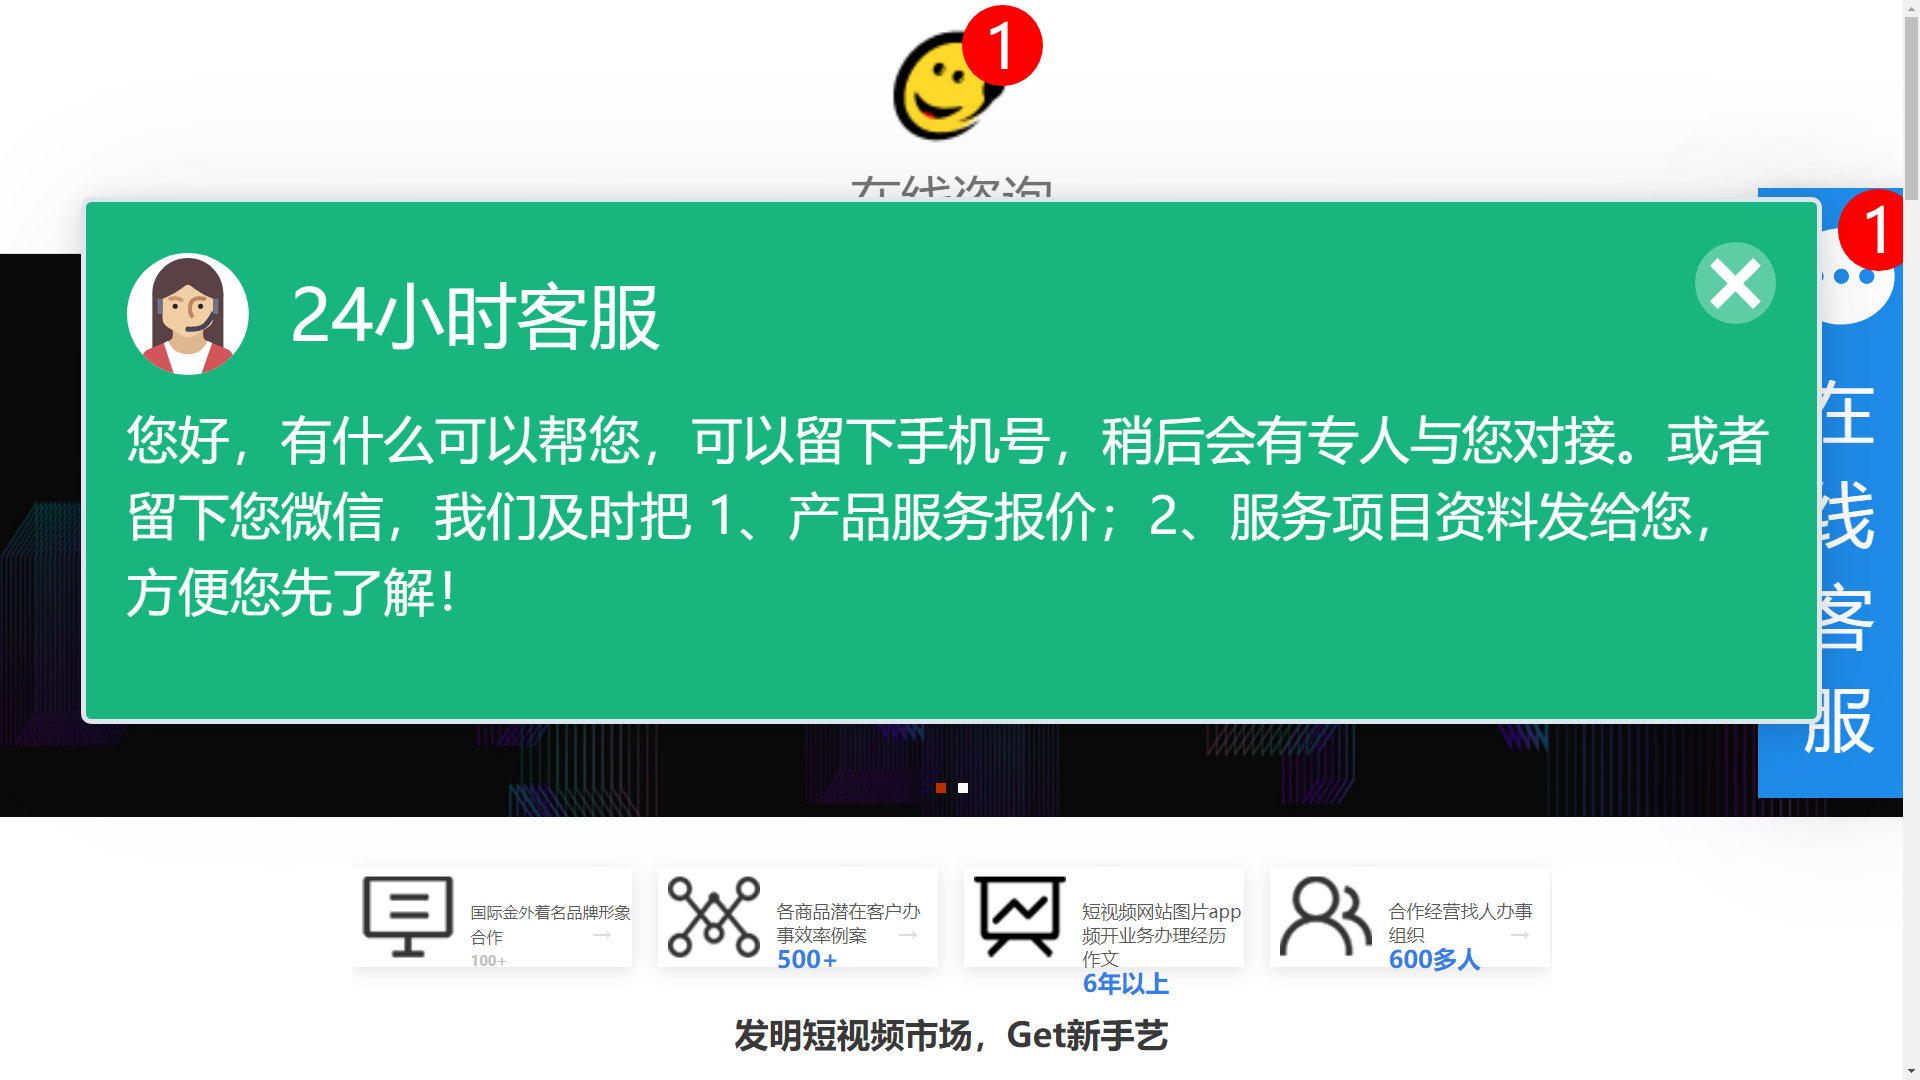 1
在线咨询
1
24小时客服
您好，有什么可以帮您，可以留下手机号，稍后会有专人与您对接。或者
留下您微信，我们及时把 1、产品服务报价；2、服务项目资料发给您，
方便您先了解！
在
线
客
服
国际金外着名品牌形象
合作
100+
各商品潜在客户办
事效率例案
500+
短视频网站图片app
频开业务办理经历
作文
6年以上
合作经营找人办事
组织
600多人
发明短视频市场，Get新手艺